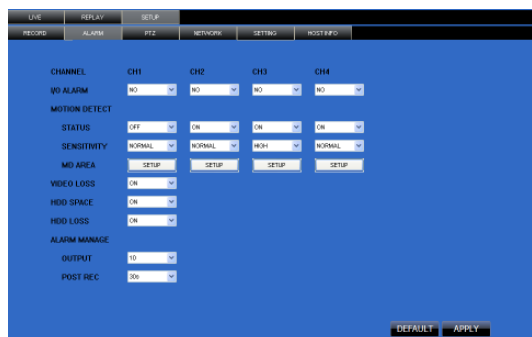 LIVE REPLAY SETUP
RECORD ALARM PTZ NETWORK SETTING HOST INFO
CHANNEL CH1 CH2 CH3 CH4
I/O ALARM NO NO NO NO
MOTION DETECT
STATUS OFF ON ON ON
SENSITIVITY NORMAL NORMAL HIGH NORMAL
MD AREA SETUP SETUP SETUP SETUP
VIDEO LOSS ON
HDD SPACE ON
HDD LOSS ON
ALARM MANAGE
OUTPUT 10
POST REC 30s
DEFAULT APPLY